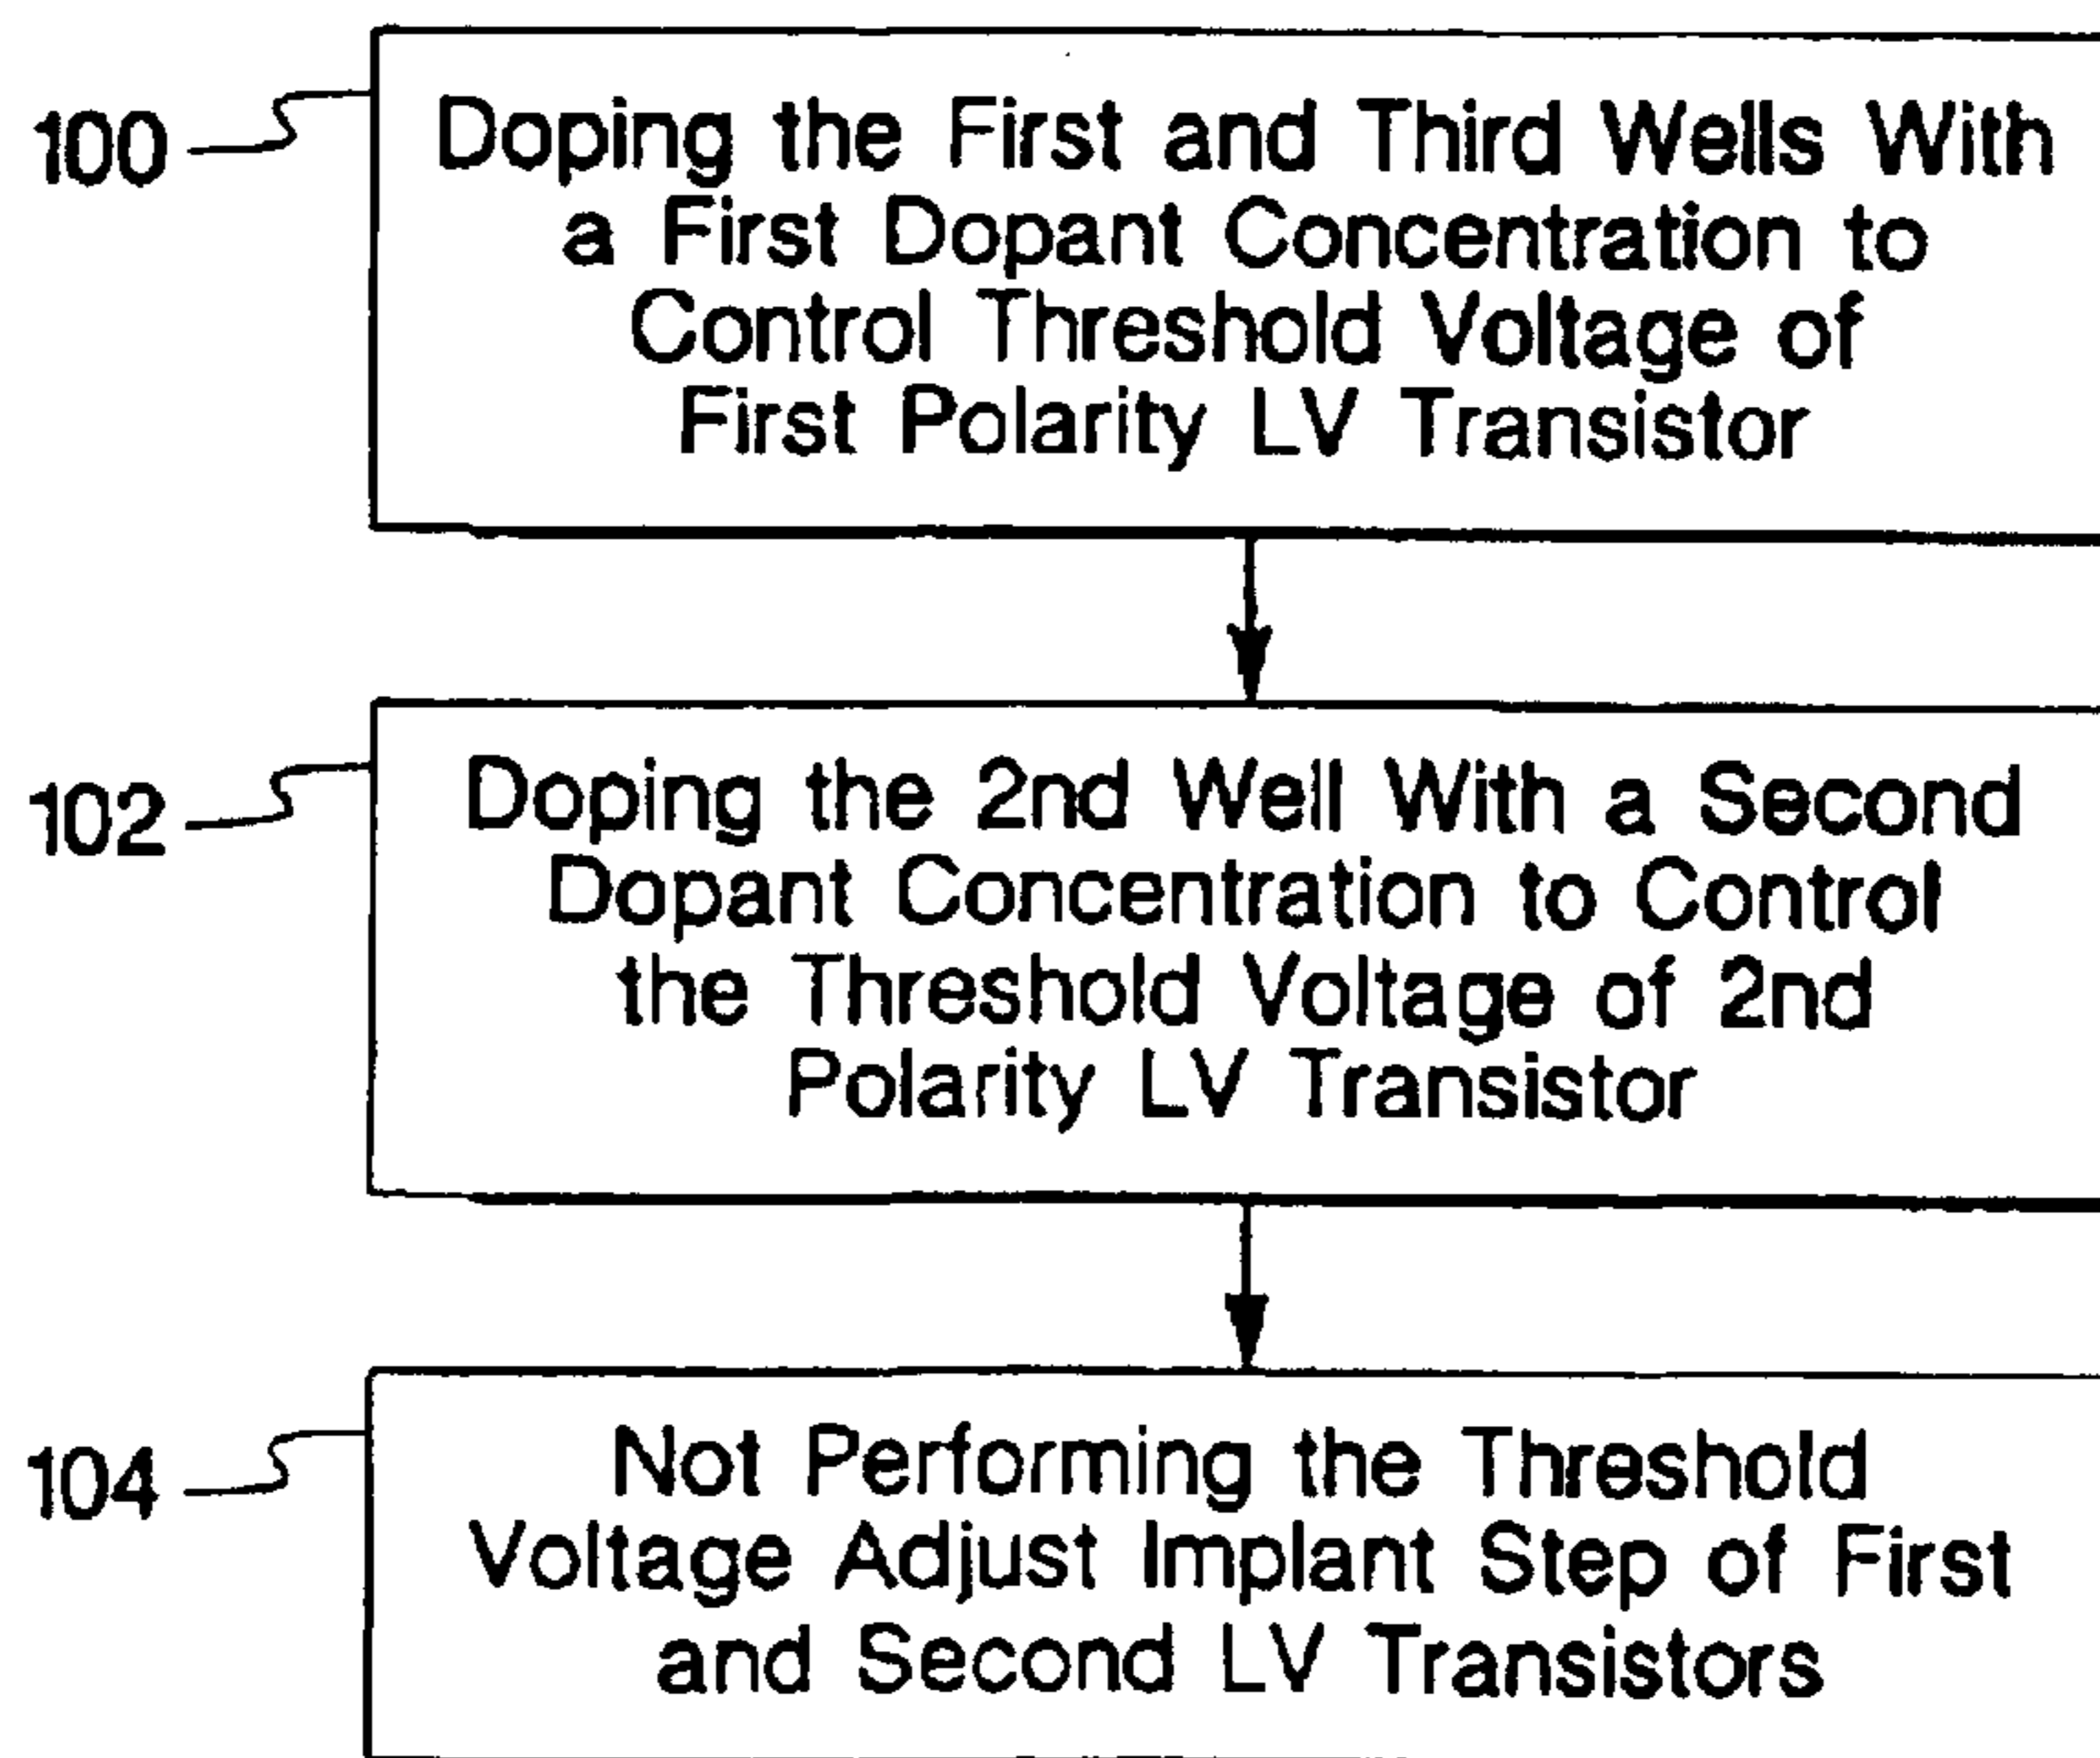 100
Doping the First and Third Wells With
a First Dopant Concentration to
Control Threshold Voltage of
First Polarity LV Transistor
102
Doping the 2nd Well With a Second
Dopant Concentration to Control
the Threshold Voltage of 2nd
Polarity LV Transistor
104
Not Performing the Threshold
Voltage Adjust Implant Step of First
and Second LV Transistors